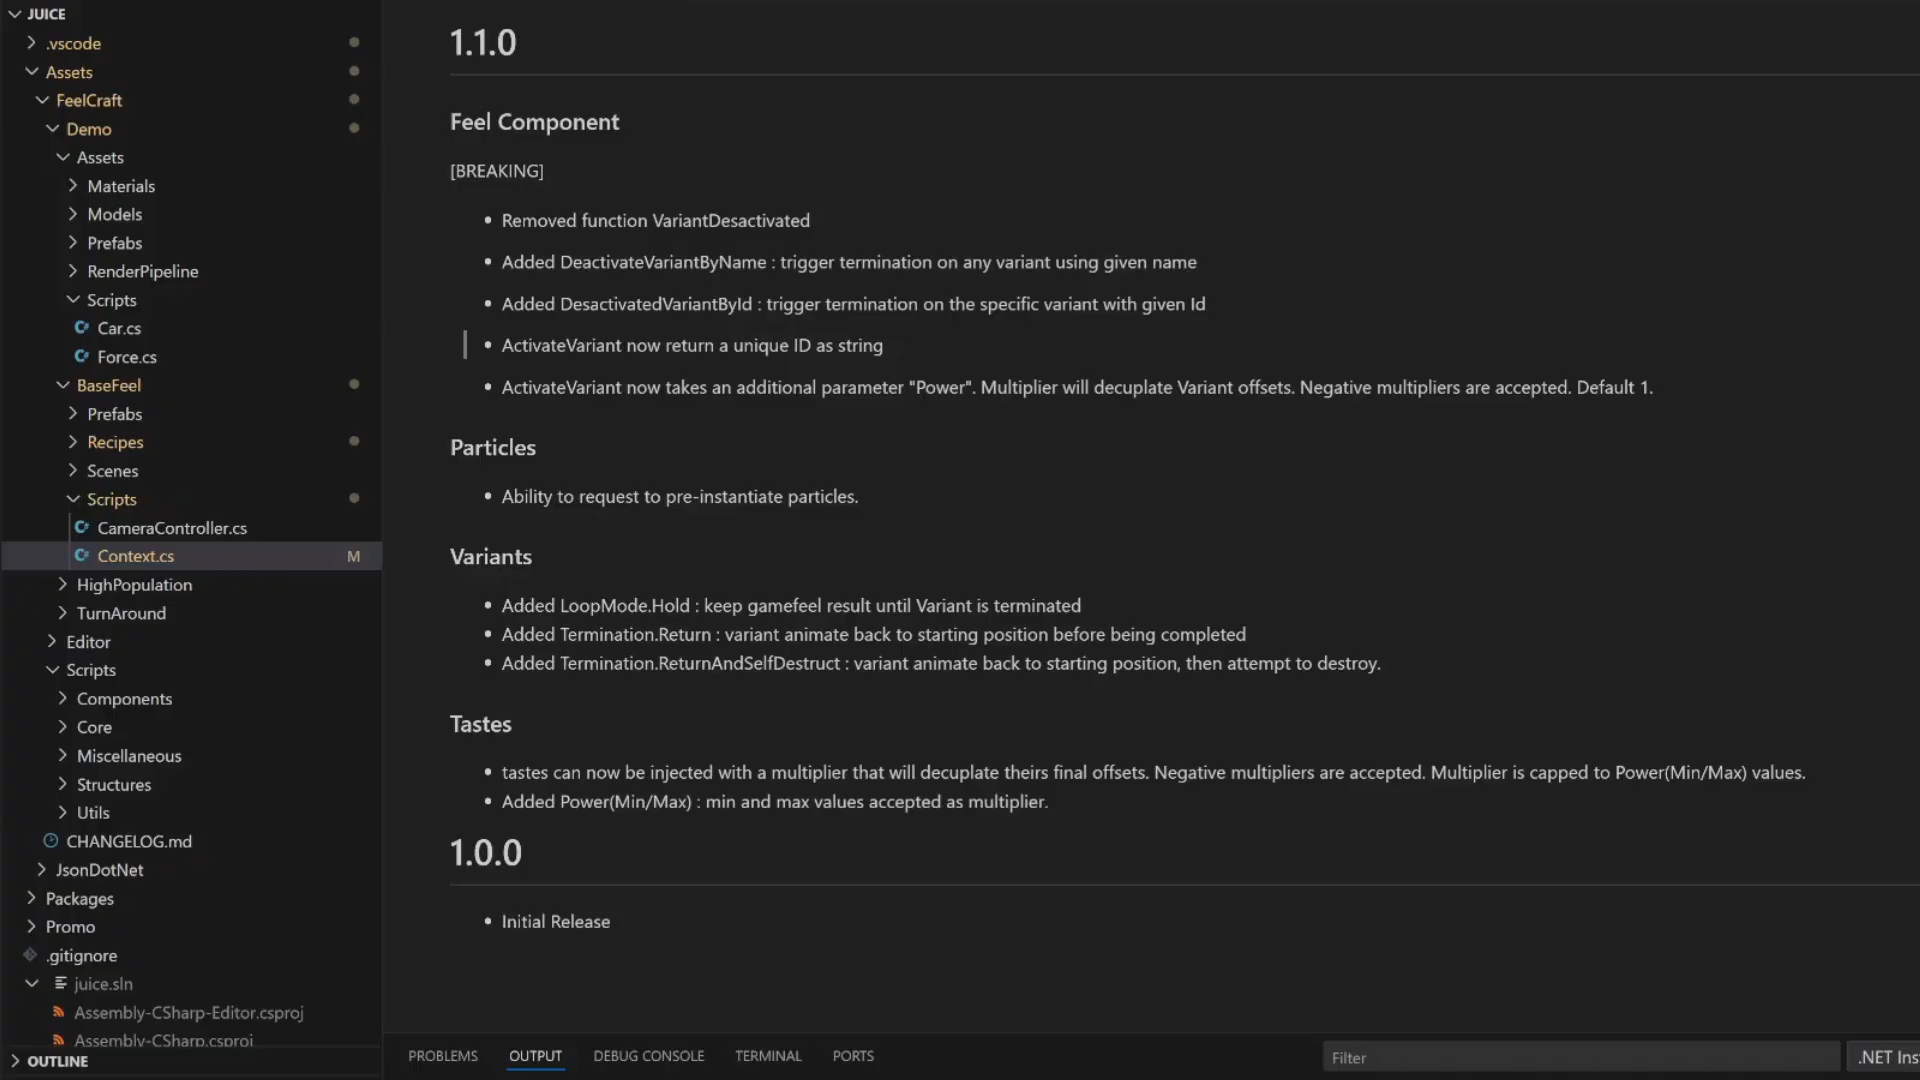 JUICE
.vscode
Assets
FeelCraft
Demo
Assets
Materials
Models
Prefabs
RenderPipeline
Scripts
Car.cs
Force.cs
BaseFeel
Prefabs
Recipes
Scenes
Scripts
CameraController.cs
Context.cs M
HighPopulation
TurnAround
Editor
Scripts
Components
Core
Miscellaneous
Structures
Utils
CHANGELOG.md
JsonDotNet
Packages
Promo
.gitignore
juice.sln
Assembly-CSharp-Editor.csproj
Assembly-CSharp.csproj
OUTLINE
1.1.0
Feel Component
[BREAKING]
• Removed function VariantDesactivated
• Added DeactivateVariantByName : trigger termination on any variant using given name
• Added DesactivatedVariantById : trigger termination on the specific variant with given Id
• ActivateVariant now return a unique ID as string
• ActivateVariant now takes an additional parameter "Power". Multiplier will decuplate Variant offsets. Negative multipliers are accepted. Default 1.
Particles
• Ability to request to pre-instantiate particles.
Variants
• Added LoopMode.Hold : keep gamefeel result until Variant is terminated
• Added Termination.Return : variant animate back to starting position before being completed
• Added Termination.ReturnAndSelfDestruct : variant animate back to starting position, then attempt to destroy.
Tastes
• tastes can now be injected with a multiplier that will decuplate theirs final offsets. Negative multipliers are accepted. Multiplier is capped to Power(Min/Max) values.
• Added Power(Min/Max) : min and max values accepted as multiplier.
1.0.0
• Initial Release
PROBLEMS OUTPUT DEBUG CONSOLE TERMINAL PORTS Filter .NET Inst